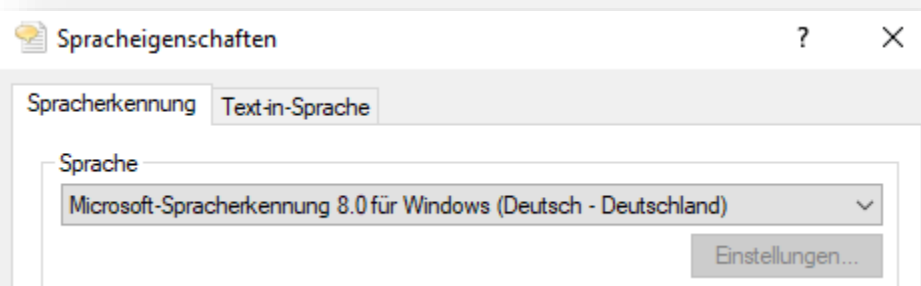 Spracheigenschaften ?
Spracherkennung Text-in-Sprache
Sprache
Microsoft-Spracherkennung 8.0 für Windows (Deutsch - Deutschland)
Einstellungen...